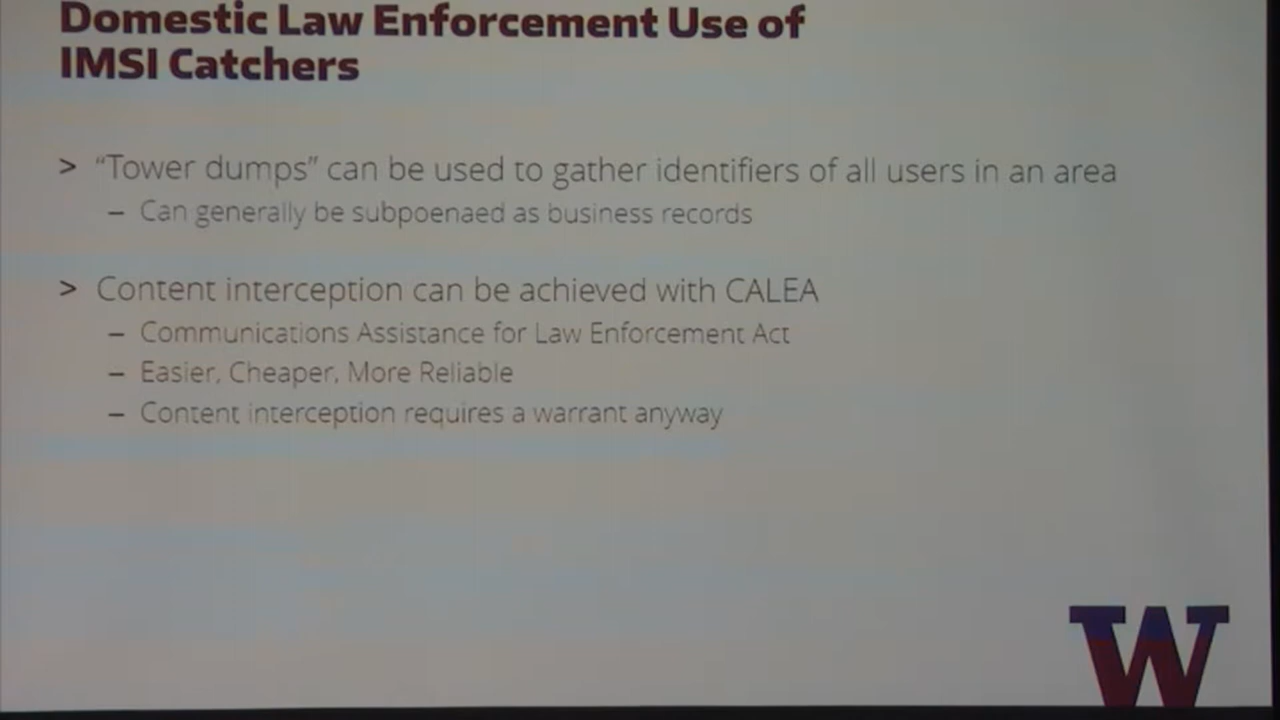 Domestic Law Enforcement Use of
IMSI Catchers
> “Tower dumps” can be used to gather identifiers of all users in an area
– Can generally be subpoenaed as business records
> Content interception can be achieved with CALEA
– Communications Assistance for Law Enforcement Act
– Easier, Cheaper, More Reliable
– Content interception requires a warrant anyway
W